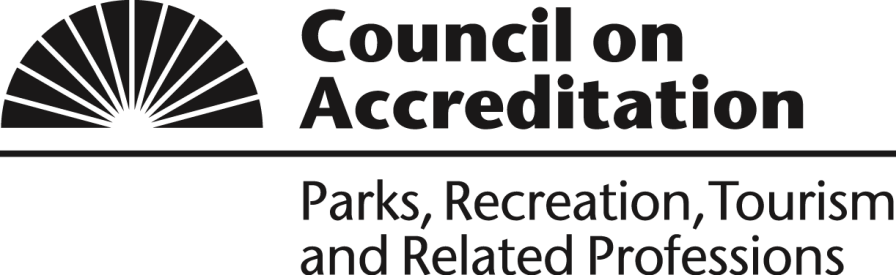 Council on
Accreditation
Parks, Recreation, Tourism
and Related Professions